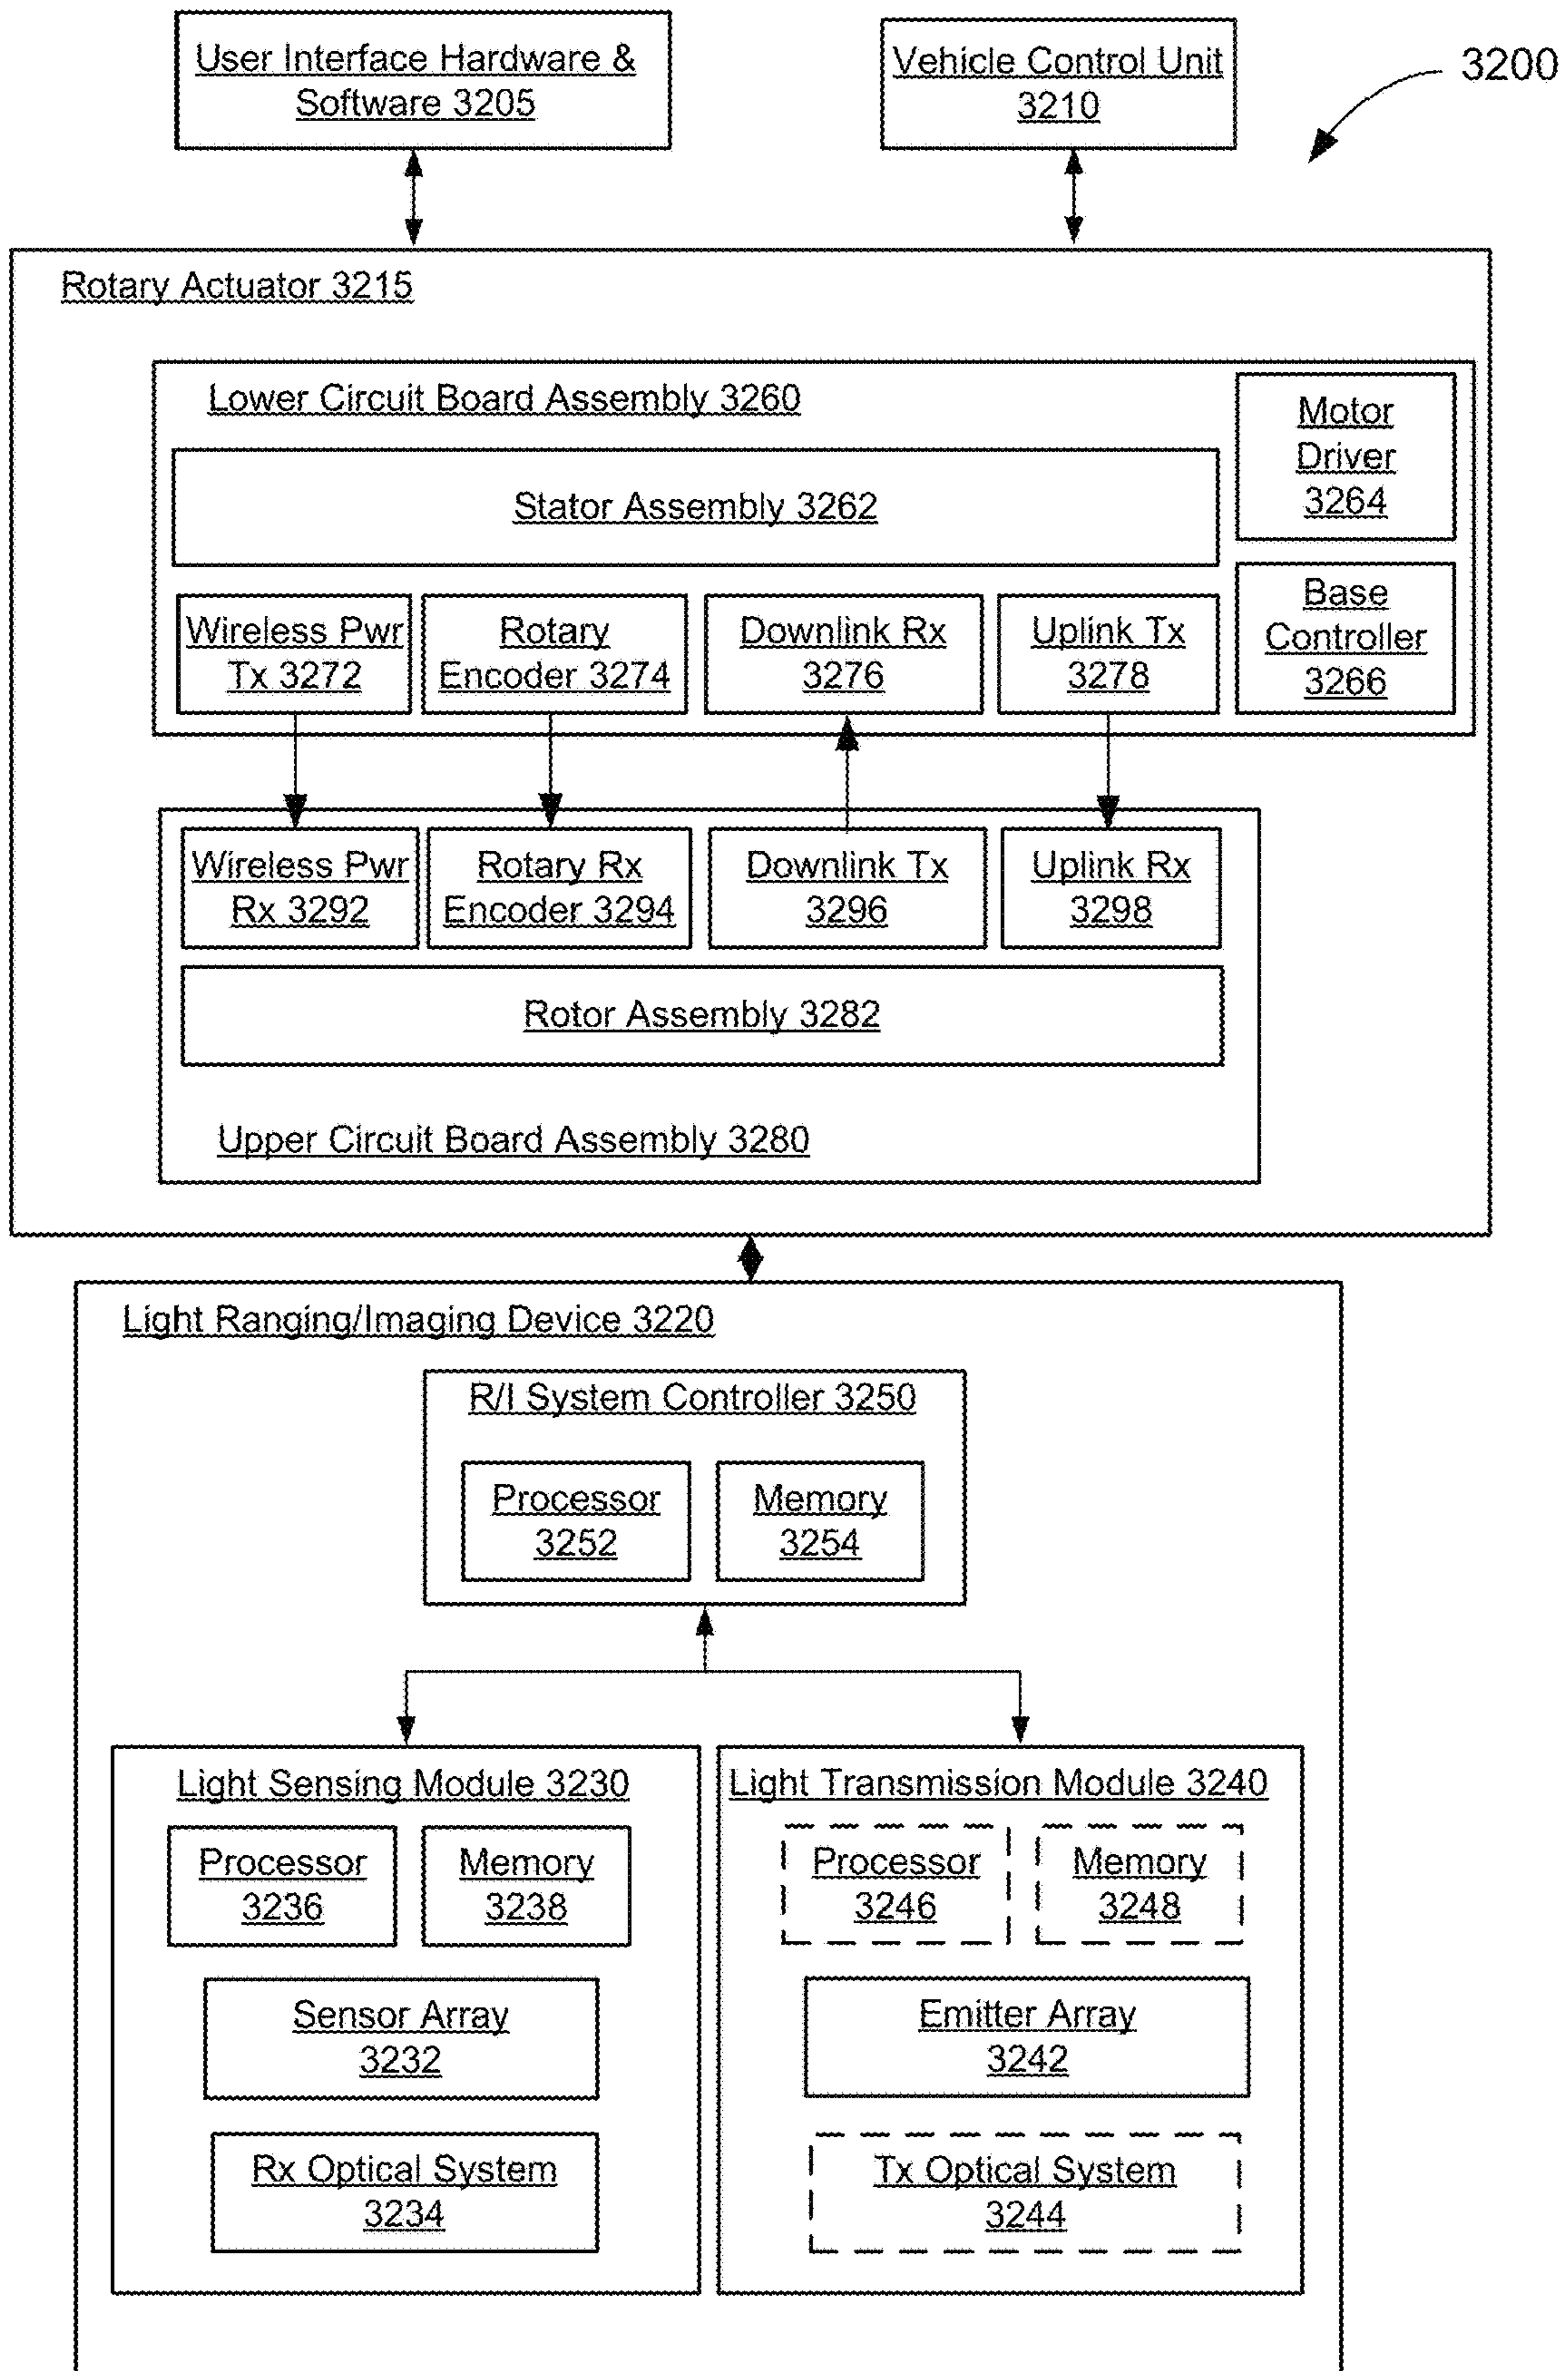 User Interface Hardware &
Software 3205
Vehicle Control Unit
3210
3200
Rotary Actuator 3215
Lower Circuit Board Assembly 3260
Motor
Driver
3264
Stator Assembly 3262
Base
Controller
3266
Wireless Pwr
Tx 3272
Rotary
Encoder 3274
Downlink Rx
3276
Uplink Tx
3278
Wireless Pwr
Rx 3292
Rotary Rx
Encoder 3294
Downlink Tx
3296
Uplink Rx
3298
Rotor Assembly 3282
Upper Circuit Board Assembly 3280
Light Ranging/Imaging Device 3220
R/I System Controller 3250
Processor
3252
Memory
3254
Light Sensing Module 3230
Processor
3236
Memory
3238
Sensor Array
3232
Rx Optical System
3234
Light Transmission Module 3240
Processor
3246
Memory
3248
Emitter Array
3242
Tx Optical System
3244